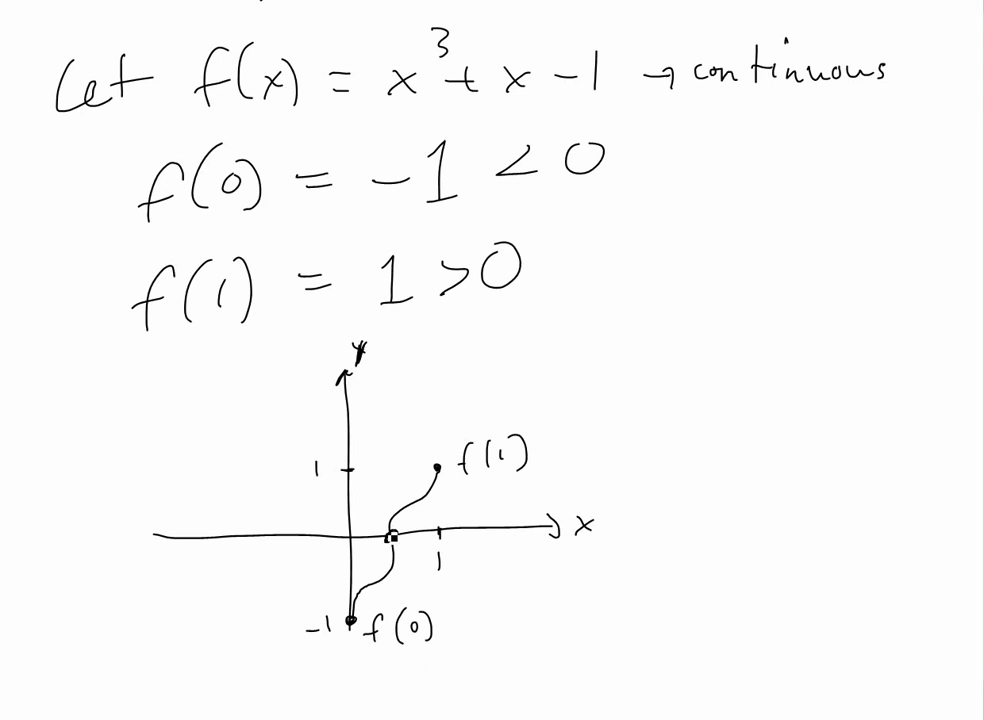 Let f(x) = x³ + x - 1 → continuous
f(0) = -1 < 0
f(1) = 1 > 0
y
1 f(1)
x
1
-1 f(0)